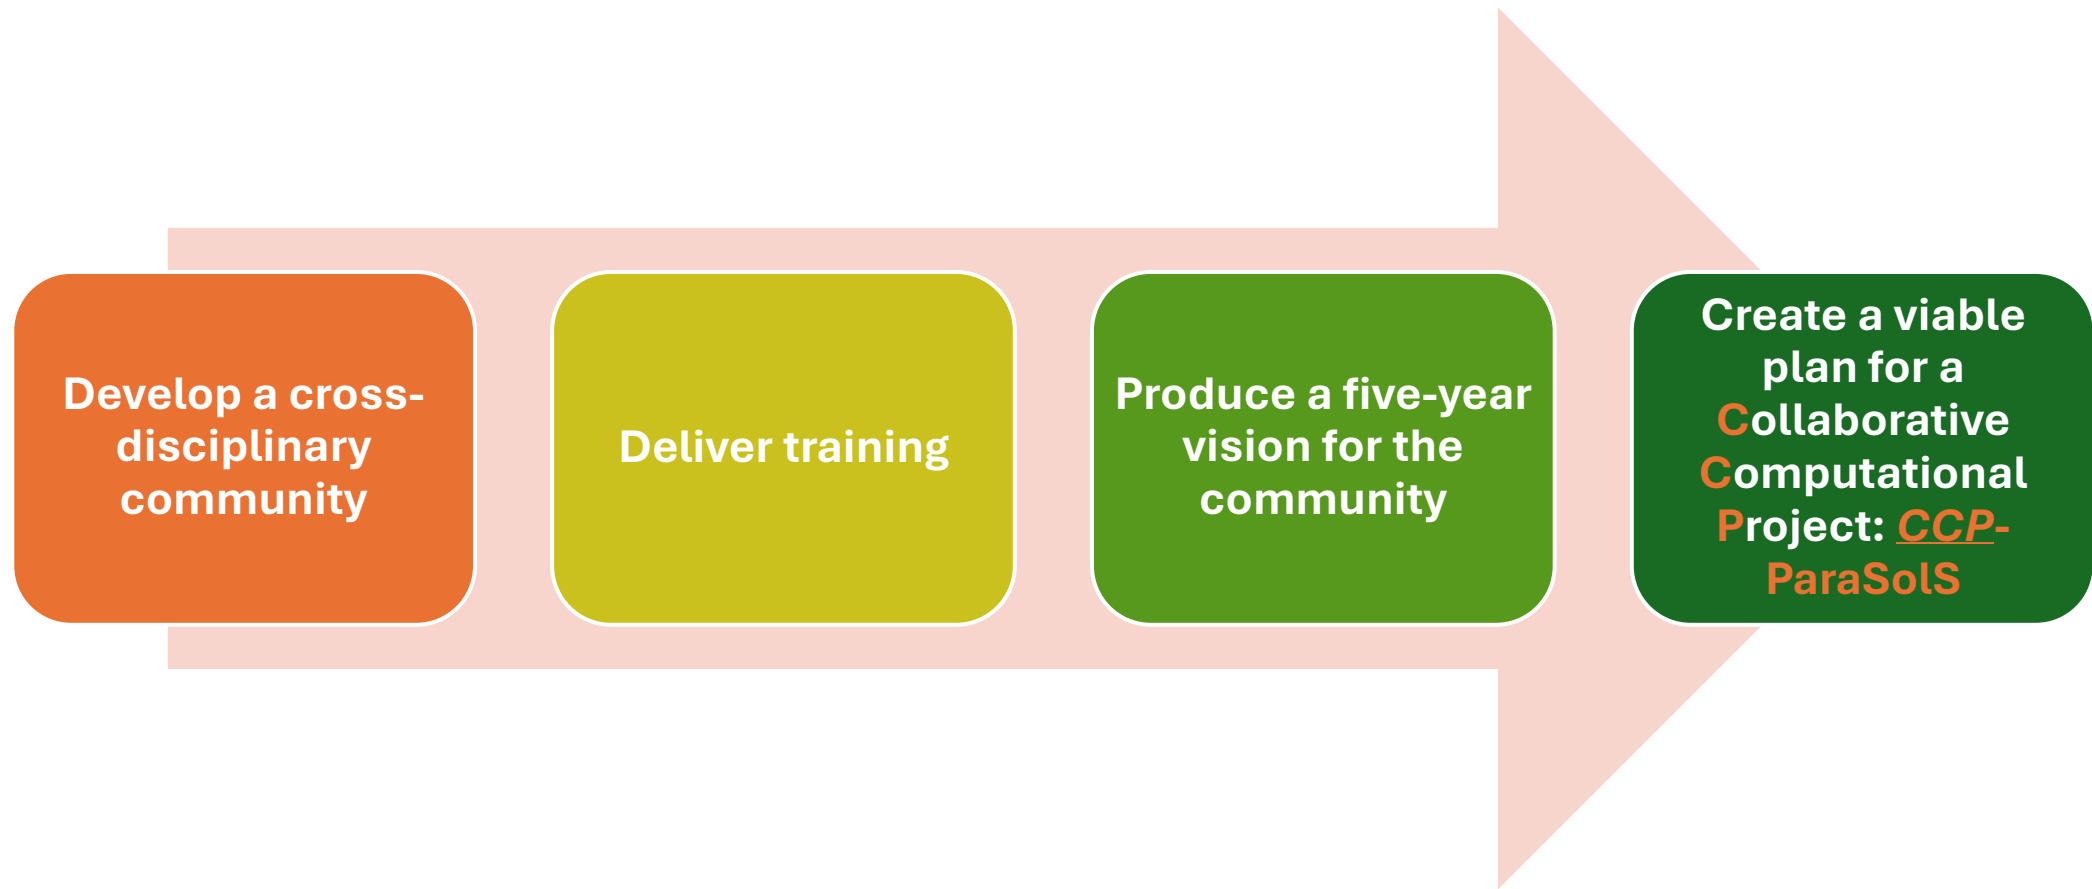 Develop a cross-
disciplinary
community
Deliver training
Produce a five-year
vision for the
community
Create a viable
plan for a
Collaborative
Computational
Project: CCP-
ParaSolS